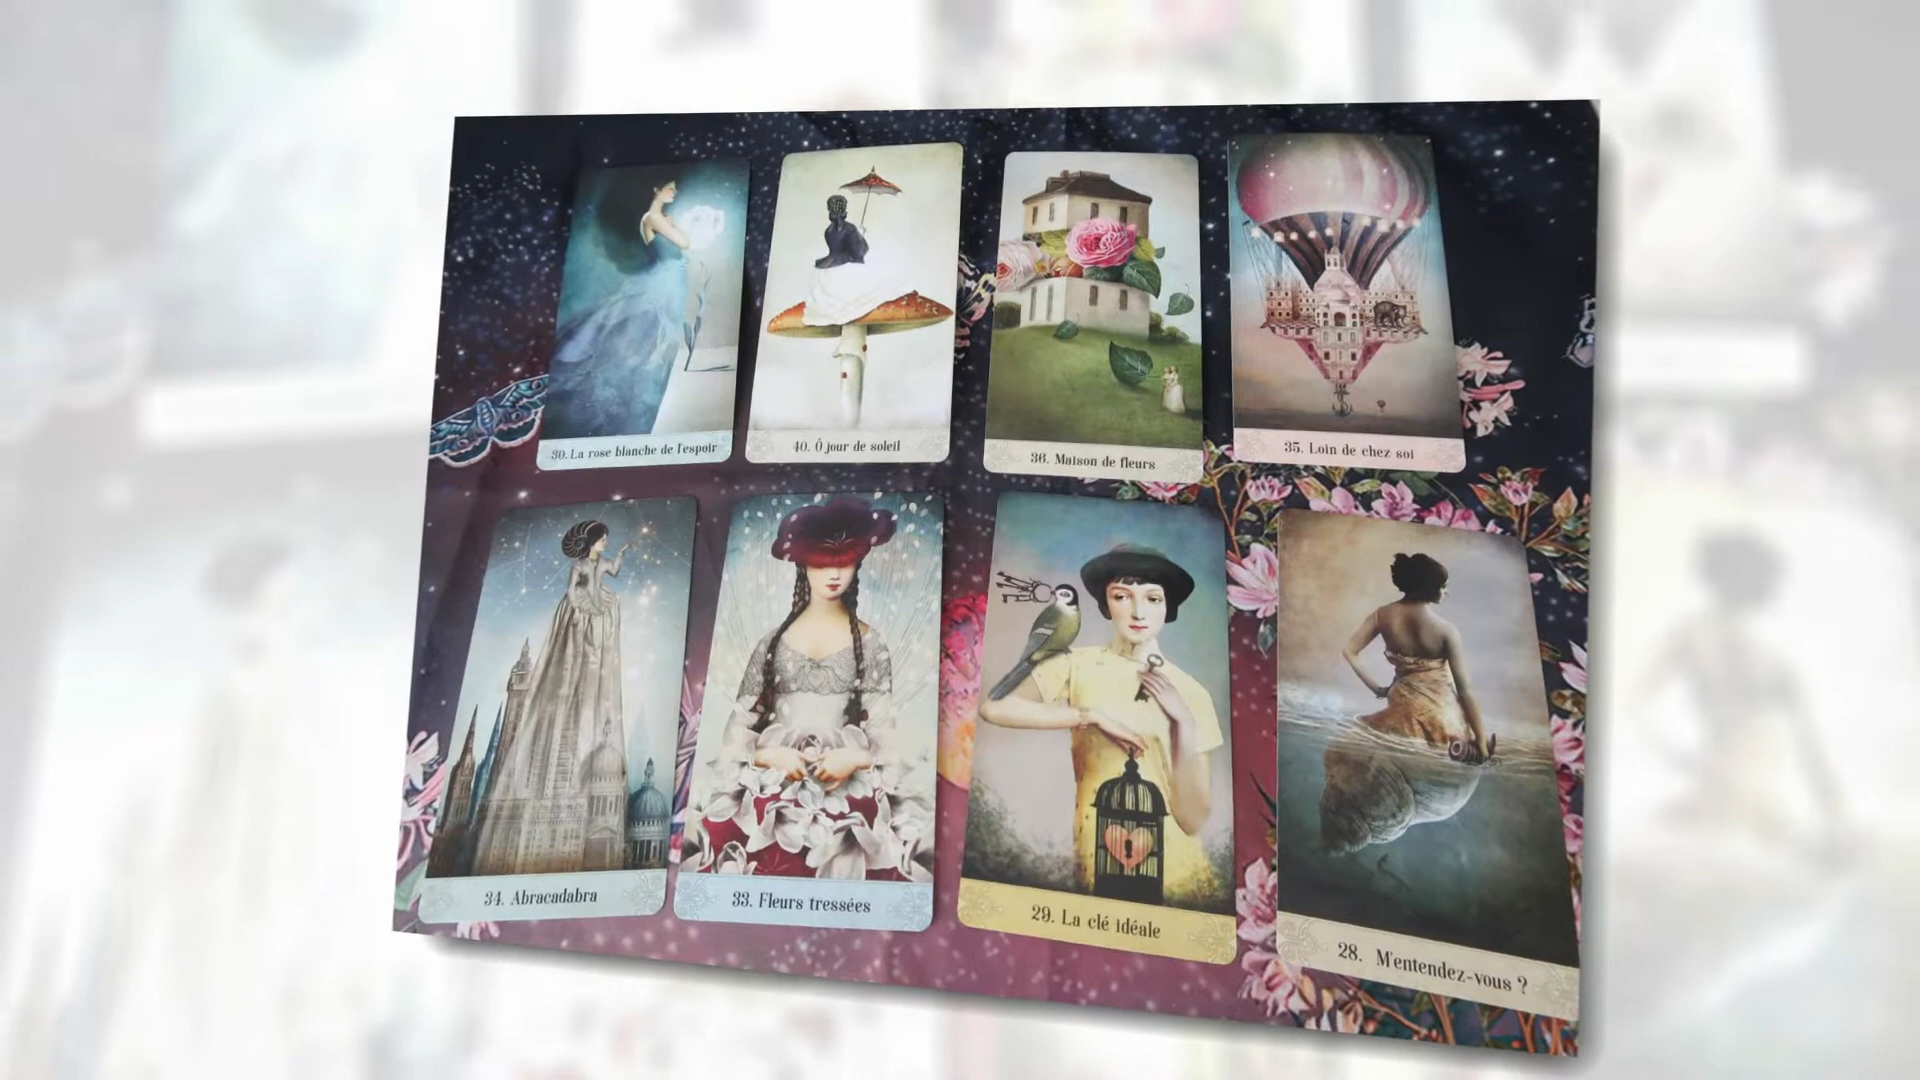 30. La rose blanche de l'espoir
40. Ô jour de soleil
36. Maison de fleurs
35. Loin de chez soi
34. Abracadabra
33. Fleurs tressées
29. La clé idéale
28. M'entendez-vous ?